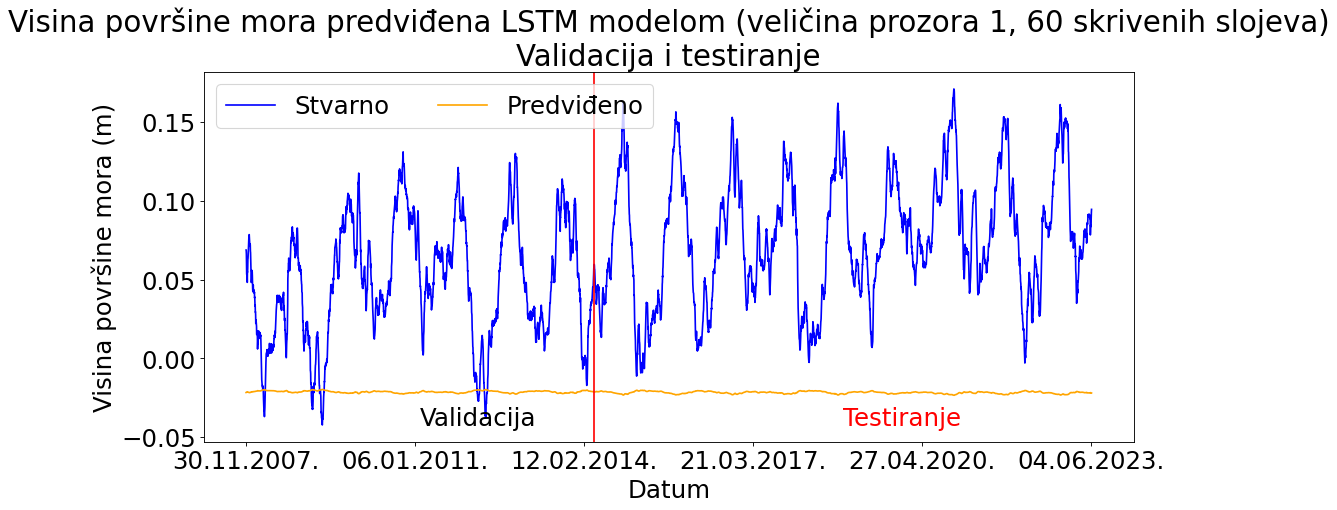 Visina površine mora predviđena LSTM modelom (veličina prozora 1, 60 skrivenih slojeva)
Validacija i testiranje
Stvarno
Predviđeno
Visina površine mora (m)
0.15
0.10
0.05
0.00
−0.05
Validacija
Testiranje
30.11.2007.
06.01.2011.
12.02.2014.
21.03.2017.
27.04.2020.
04.06.2023.
Datum